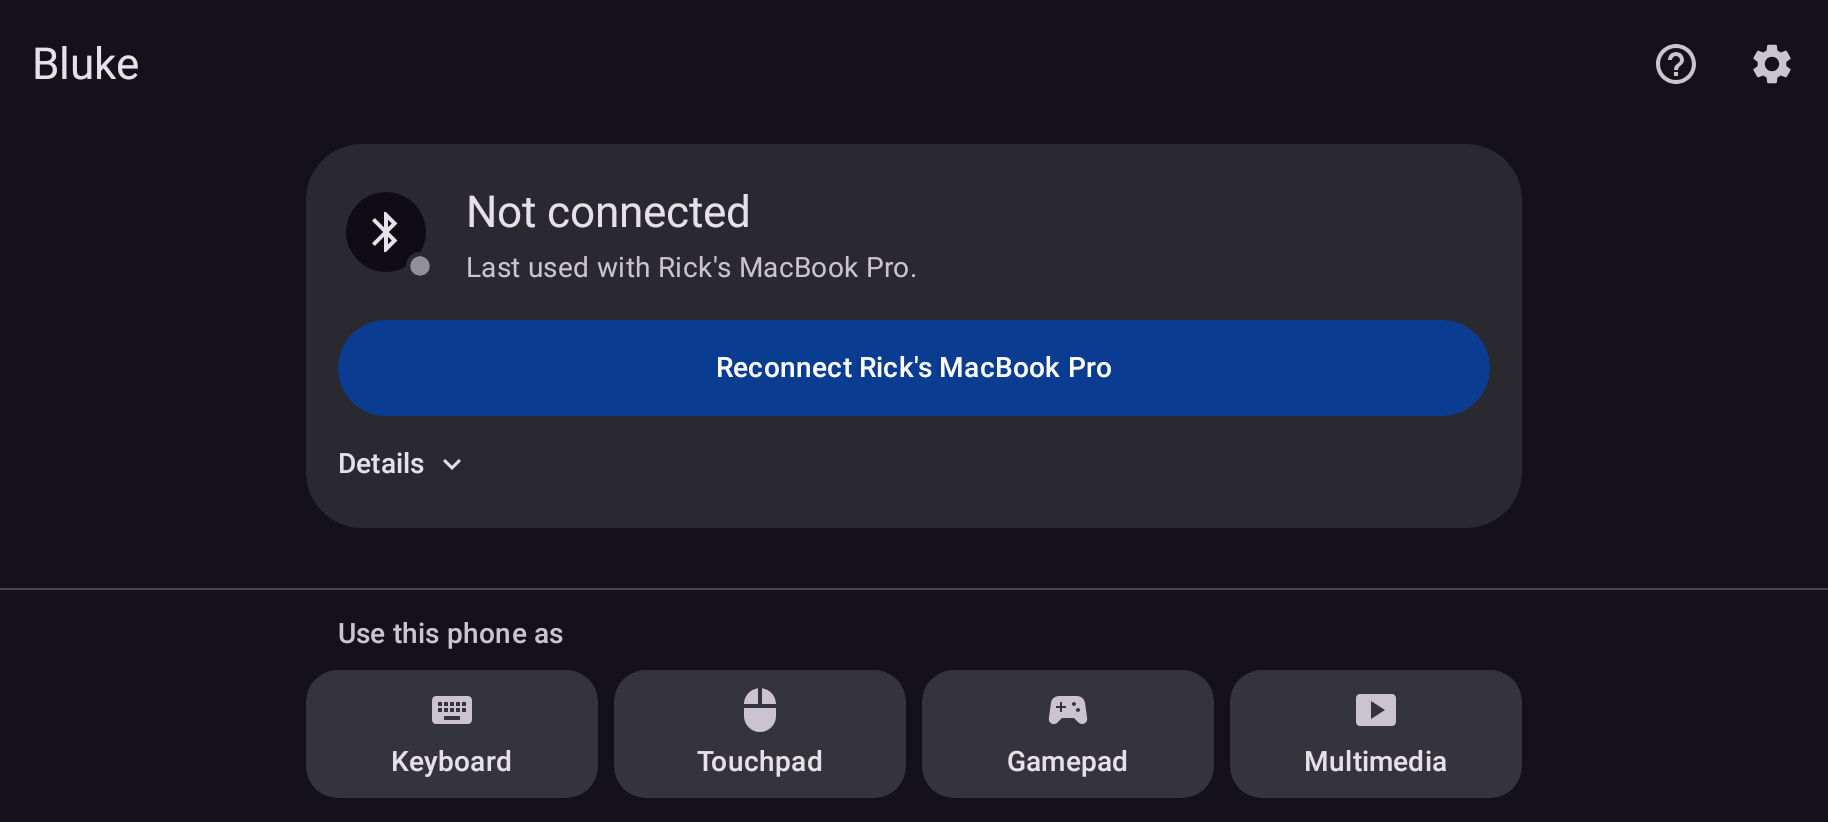 Bluke
Not connected
Last used with Rick's MacBook Pro.
Reconnect Rick's MacBook Pro
Details
Use this phone as
Keyboard
Touchpad
Gamepad
Multimedia